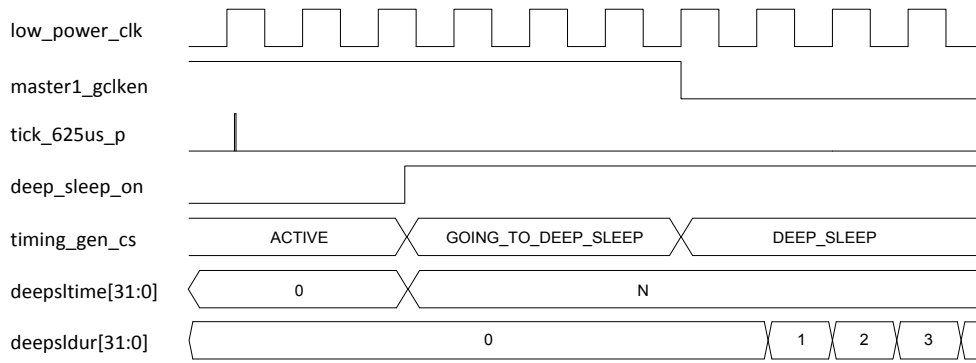 low_power_clk
master1_gclken
tick_625us_p
deep_sleep_on
timing_gen_cs ACTIVE GOING_TO_DEEP_SLEEP DEEP_SLEEP
deepsltime[31:0] 0 N
deepsldur[31:0] 0 1 2 3